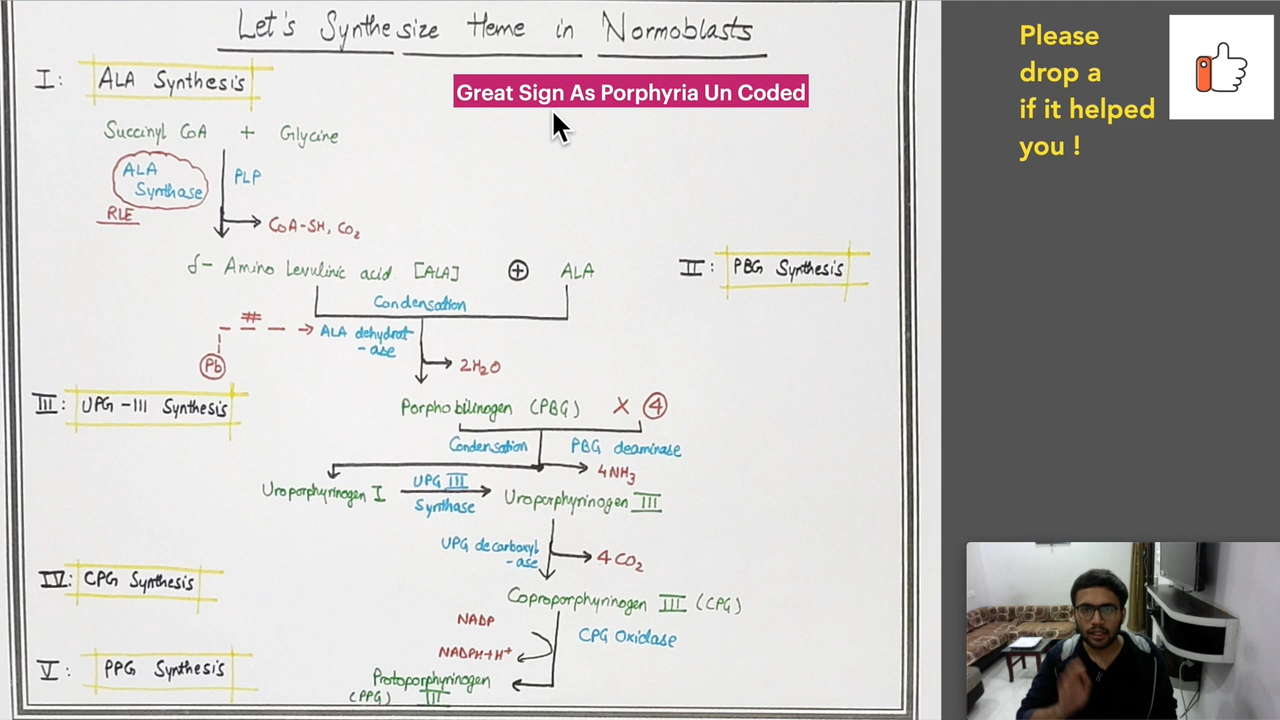 Let's Synthesize Heme in Normoblasts
I: ALA Synthesis
Great Sign As Porphyria Un Coded
Succinyl CoA + Glycine
ALA Synthase
PLP
RLE
CoA-SH, CO2
δ- Amino Levulinic acid [ALA] + ALA
II: PBG Synthesis
Condensation
#
ALA dehydrat
-ase
Pb
2H2O
III: UPG-III Synthesis
Porphobilinogen (PBG) X 4
Condensation PBG deaminase
4NH3
Uroporphyrinogen I
UPG III
Synthase
Uroporphyrinogen III
UPG decarboxyl
-ase
4CO2
IV: CPG Synthesis
Coproporphyrinogen III (CPG)
NADP
CPG Oxidase
NADPH+H+
V: PPG Synthesis
Protoporphyrinogen
(PPG) III
Please
drop a
if it helped
you !